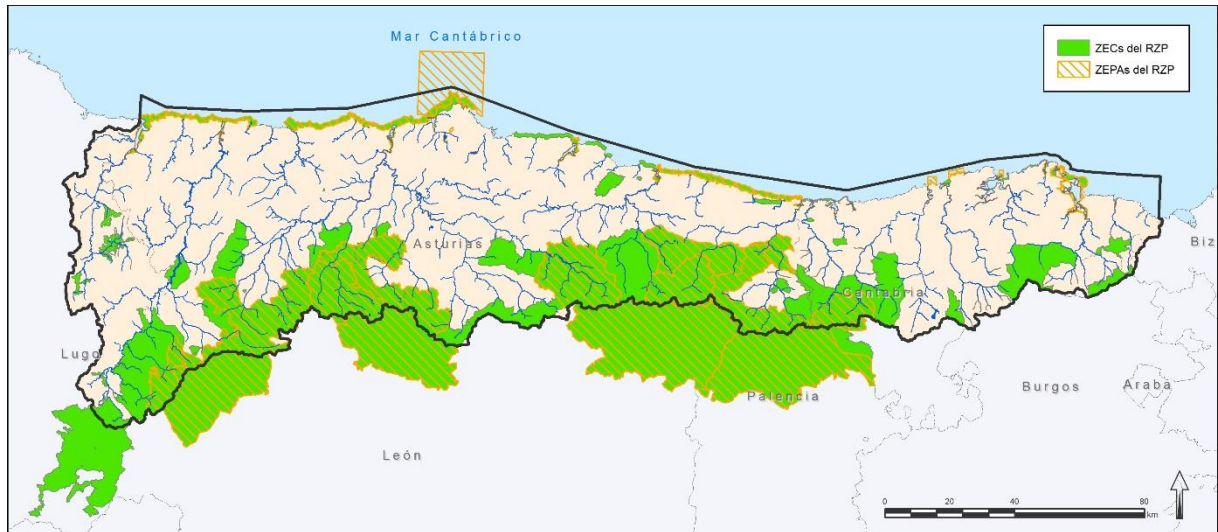 Mar Cantábrico
ZECs del RZP
ZEPAs del RZP
Asturias
Biz
Cantabria
Lugo
Burgos
Araba
Palencia
León
0 20 40 80
km